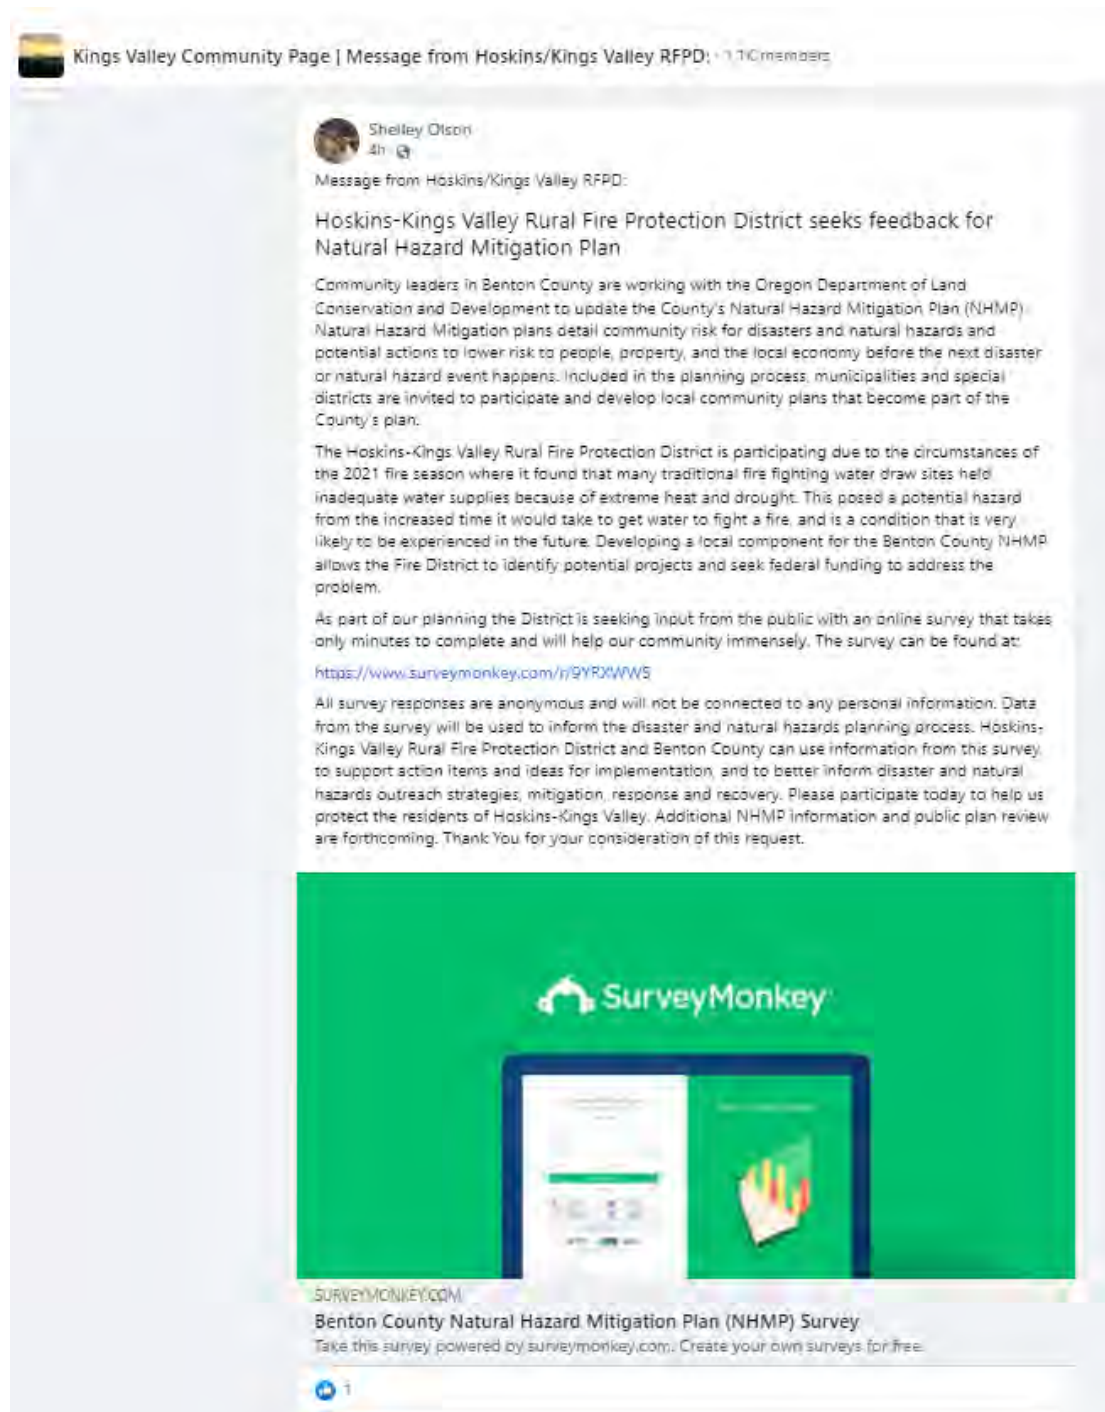 Kings Valley Community Page | Message from Hoskins/Kings Valley RFPD: · 1.1K members
Shelley Olson
4h ·
Message from Hoskins/Kings Valley RFPD:
Hoskins-Kings Valley Rural Fire Protection District seeks feedback for
Natural Hazard Mitigation Plan
Community leaders in Benton County are working with the Oregon Department of Land
Conservation and Development to update the County's Natural Hazard Mitigation Plan (NHMP).
Natural Hazard Mitigation plans detail community risk for disasters and natural hazards and
potential actions to lower risk to people, property, and the local economy before the next disaster
or natural hazard event happens. Included in the planning process, municipalities and special
districts are invited to participate and develop local community plans that become part of the
County's plan.
The Hoskins-Kings Valley Rural Fire Protection District is participating due to the circumstances of
the 2021 fire season where it found that many traditional fire fighting water draw sites held
inadequate water supplies because of extreme heat and drought. This posed a potential hazard
from the increased time it would take to get water to fight a fire, and is a condition that is very
likely to be experienced in the future. Developing a local component for the Benton County NHMP
allows the Fire District to identify potential projects and seek federal funding to address the
problem.
As part of our planning the District is seeking input from the public with an online survey that takes
only minutes to complete and will help our community immensely. The survey can be found at:
https://www.surveymonkey.com/r/9YRXWW5
All survey responses are anonymous and will not be connected to any personal information. Data
from the survey will be used to inform the disaster and natural hazards planning process. Hoskins-
Kings Valley Rural Fire Protection District and Benton County can use information from this survey
to support action items and ideas for implementation, and to better inform disaster and natural
hazards outreach strategies, mitigation, response and recovery. Please participate today to help us
protect the residents of Hoskins-Kings Valley. Additional NHMP information and public plan review
are forthcoming. Thank You for your consideration of this request.
SurveyMonkey
SURVEYMONKEY.COM
Benton County Natural Hazard Mitigation Plan (NHMP) Survey
Take this survey powered by surveymonkey.com. Create your own surveys for free.
1